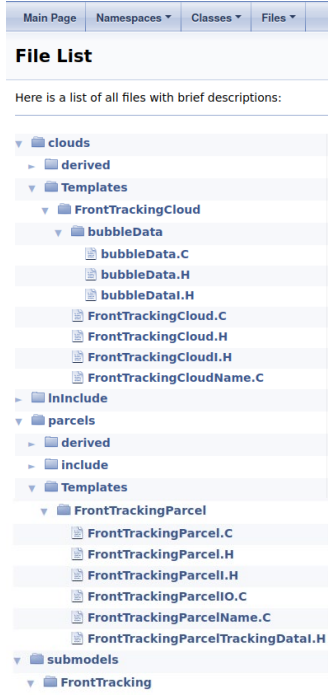 Main Page Namespaces Classes Files
File List
Here is a list of all files with brief descriptions:
clouds
derived
Templates
FrontTrackingCloud
bubbleData
bubbleData.C
bubbleData.H
bubbleDataI.H
FrontTrackingCloud.C
FrontTrackingCloud.H
FrontTrackingCloudI.H
FrontTrackingCloudName.C
lnInclude
parcels
derived
include
Templates
FrontTrackingParcel
FrontTrackingParcel.C
FrontTrackingParcel.H
FrontTrackingParcelI.H
FrontTrackingParcelIO.C
FrontTrackingParcelName.C
FrontTrackingParcelTrackingDataI.H
submodels
FrontTracking